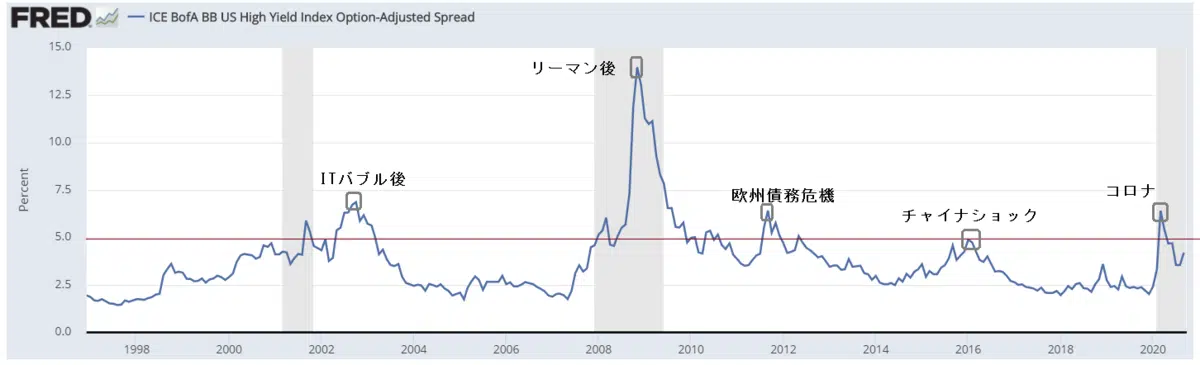 FRED
ICE BofA BB US High Yield Index Option-Adjusted Spread
Percent
15.0
12.5
10.0
7.5
5.0
2.5
0.0
ITバブル後
リーマン後
欧州債務危機
チャイナショック
コロナ
1998
2000
2002
2004
2006
2008
2010
2012
2014
2016
2018
2020